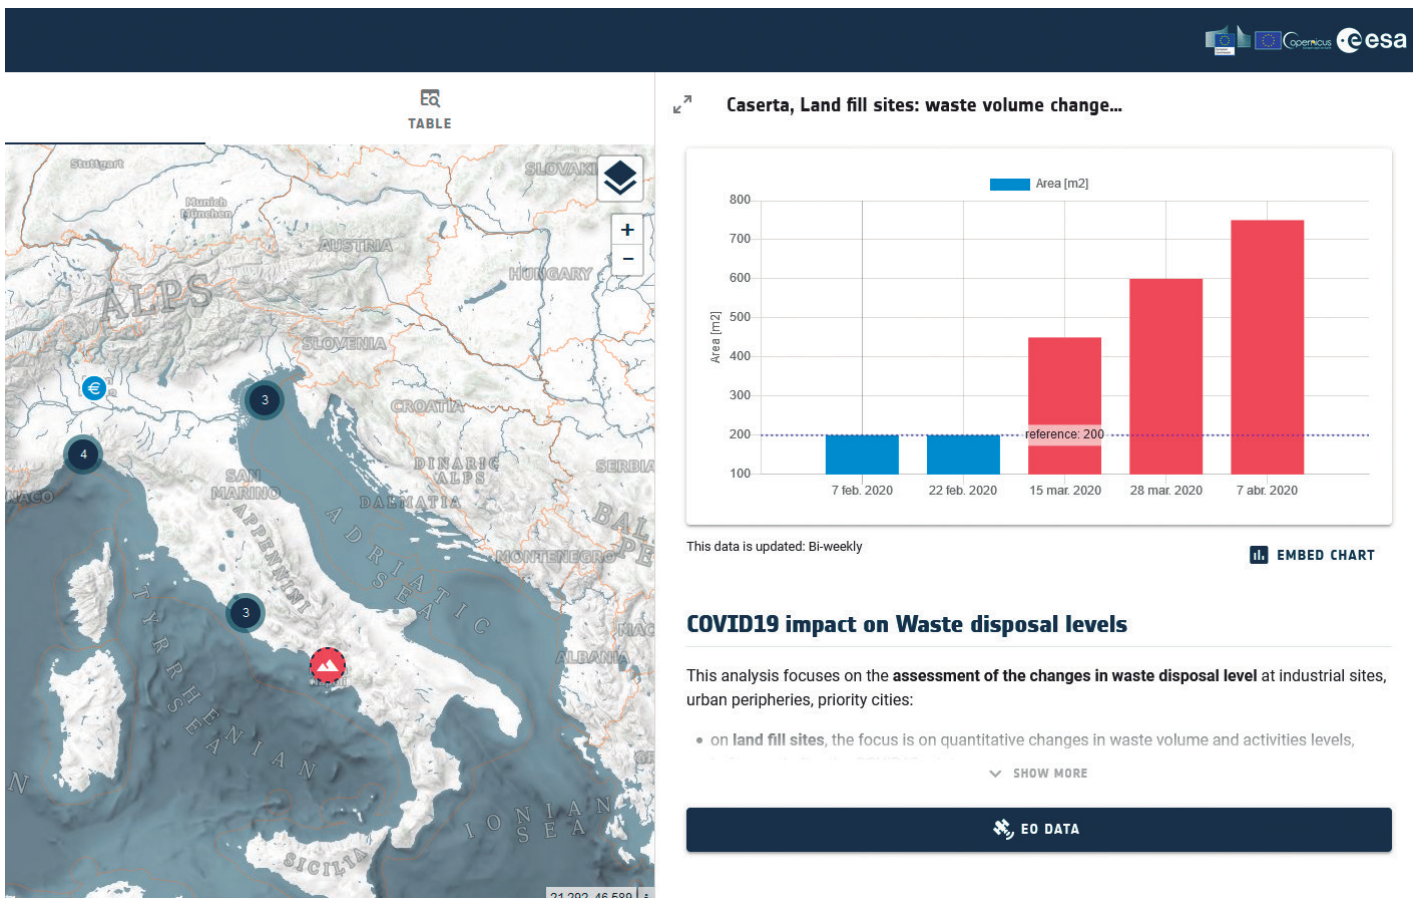 Copernicus
esa
TABLE
Caserta, Land fill sites: waste volume change...
Stuttgart
Munich
München
SLOVAKI
AUSTRIA
HUNGARY
ALPS
SLOVENIA
+
−
€
3
CROATIA
4
DINARIC
ALPS
SERBIA
SAN
MARINO
NACO
DALMATIA
ADRIATIC
SEA
APPENNINI
MONTENEGRO
TYRRHENIAN
SEA
3
ALBANIA
IONIAN
SEA
SICILIA
21.292, 46.589
Area [m2]
Area [m2]
800
700
600
500
400
300
200
100
reference: 200
7 feb. 2020
22 feb. 2020
15 mar. 2020
28 mar. 2020
7 abr. 2020
This data is updated: Bi-weekly
EMBED CHART
COVID19 impact on Waste disposal levels
This analysis focuses on the assessment of the changes in waste disposal level at industrial sites,
urban peripheries, priority cities:
• on land fill sites, the focus is on quantitative changes in waste volume and activities levels,
SHOW MORE
EO DATA